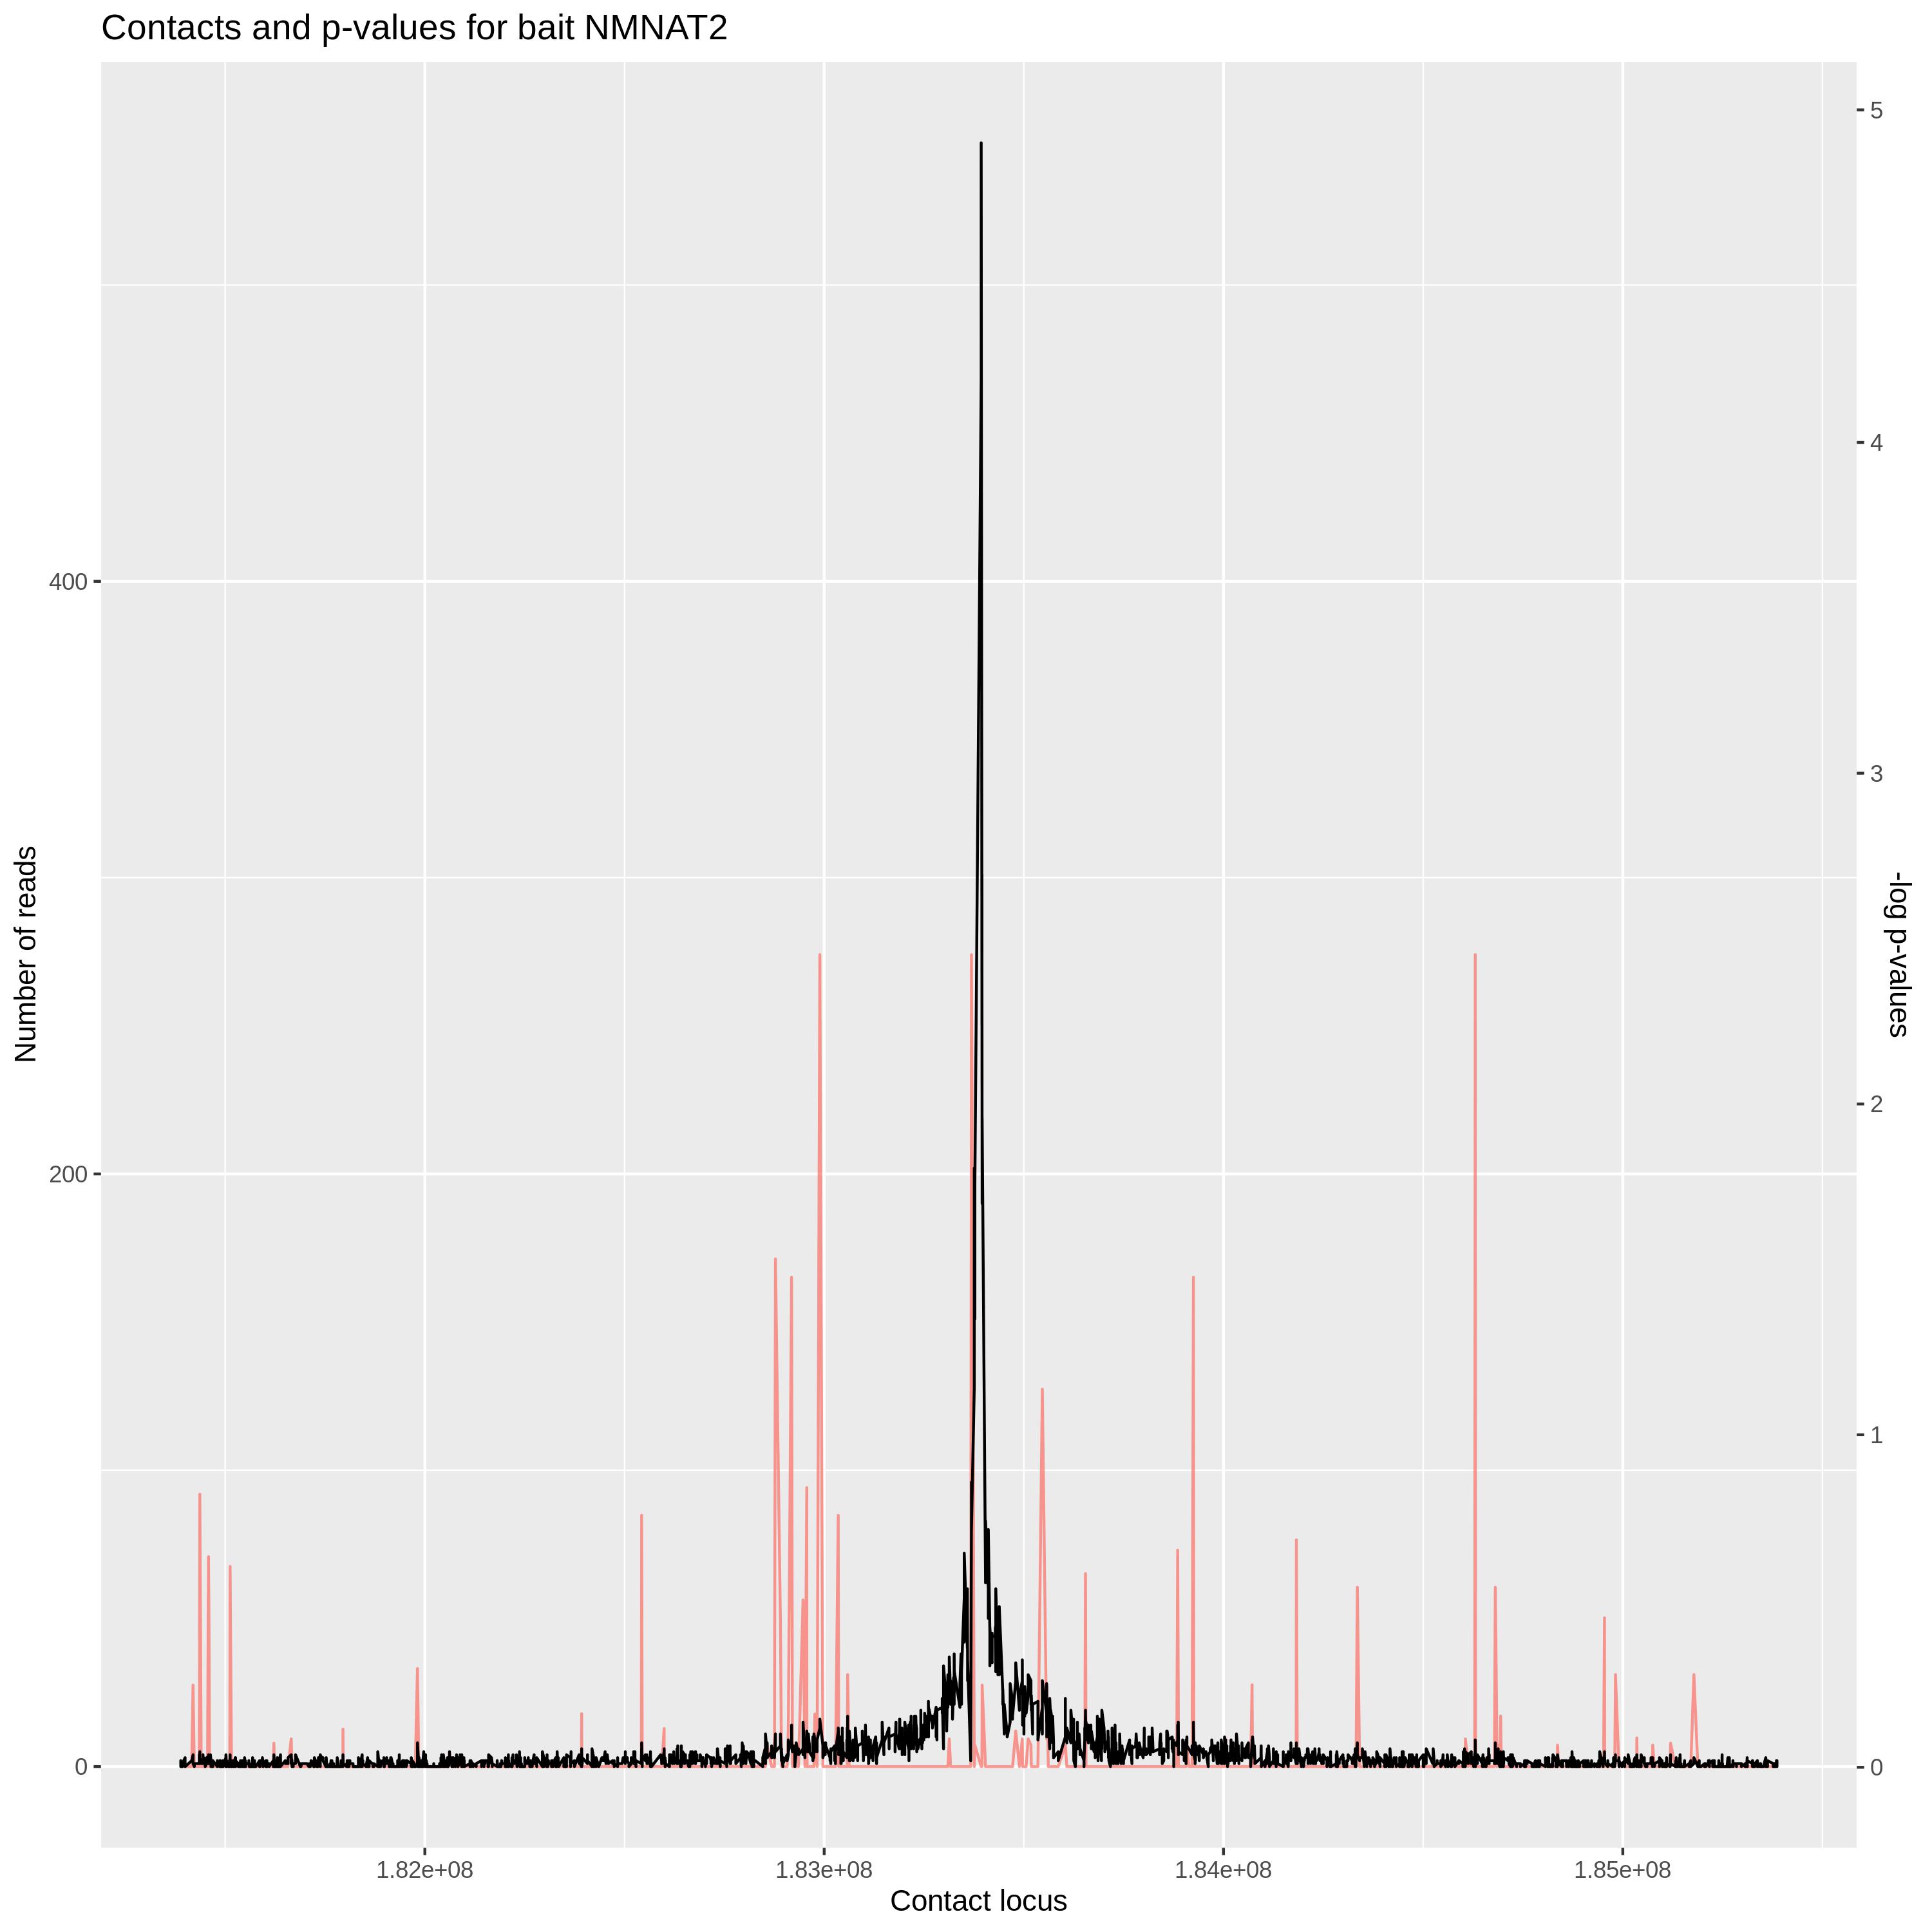 Contacts and p-values for bait NMNAT2
Number of reads
400
200
0
5
4
3
2
1
0
-log p-values
1.82e+08
1.83e+08
1.84e+08
1.85e+08
Contact locus